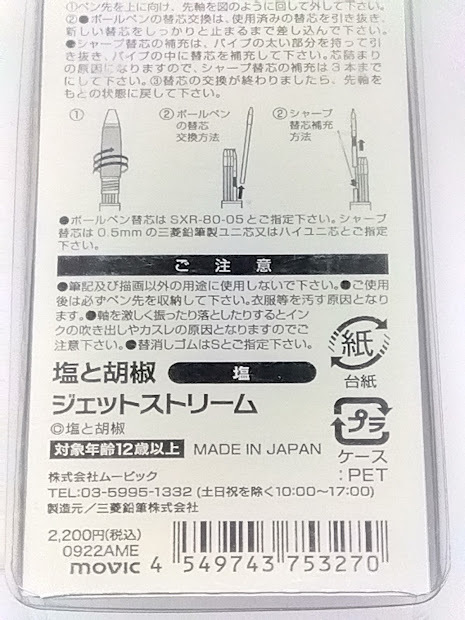 ①ペン先を上に向け、先軸を図のように回して外して下さい。
②●ボールペンの替芯交換は、使用済みの替芯を引き抜き、
新しい替芯をしっかりと止まるまで差し込んで下さい。
●シャープ替芯の補充は、パイプの太い部分を持って引
き抜き、パイプの中に替芯を補充して下さい。芯詰まり
の原因になりますので、シャープ替芯の補充は3本まで
にして下さい。③替芯の交換が終わりましたら、先軸を
もとの状態に戻して下さい。
①
②ボールペン
の替芯
交換方法
②シャープ
替芯補充
方法
●ボールペン替芯は SXR-80-05とご指定下さい。シャープ
替芯は0.5mmの三菱鉛筆製ユニ芯又はハイユニ芯とご指定
下さい。
ご注意
●筆記及び描画以外の用途に使用しないで下さい。●ご使用
後は必ずペン先を収納して下さい。衣服等を汚す原因となり
ます。●軸を激しく振ったり落としたりするとイン
クの吹き出しやカスレの原因となりますのでご
注意下さい。●替消しゴムはSとご指定下さい。
紙
台紙
塩と胡椒 塩
ジェットストリーム
◎塩と胡椒
プラ
対象年齢12歳以上 MADE IN JAPAN
ケース
:PET
株式会社ムービック
TEL:03-5995-1332 (土日祝を除く10:00〜17:00)
製造元/三菱鉛筆株式会社
2,200円(税込)
0922AME
movic
4 549743 753270